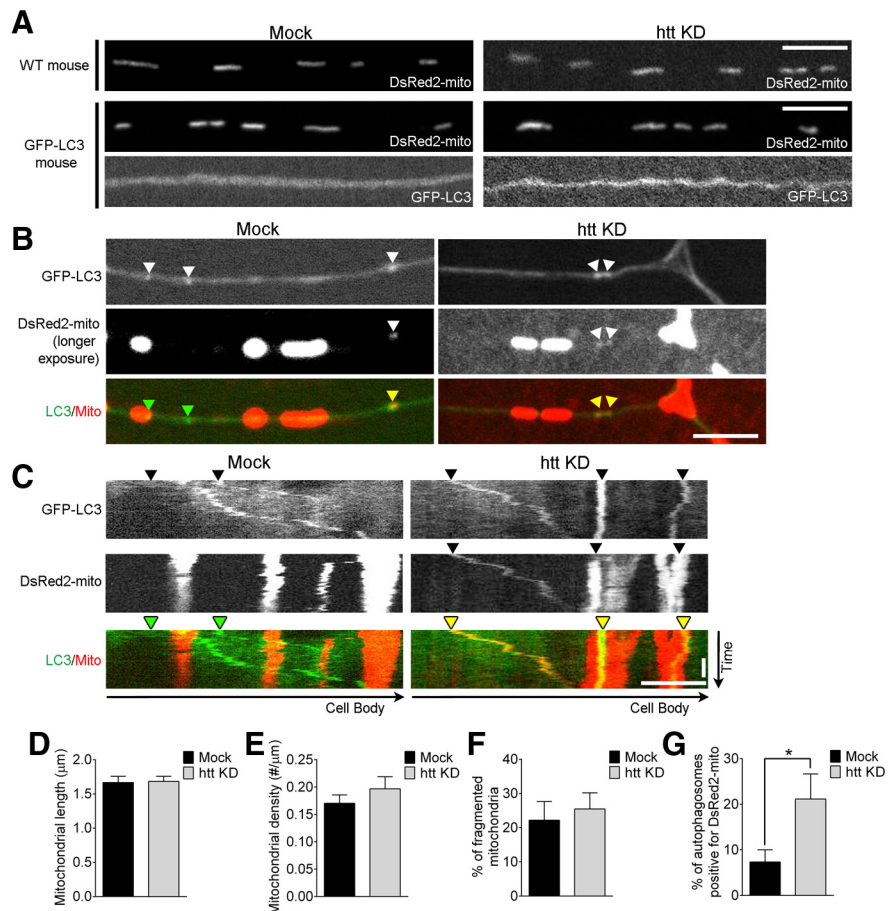 A
Mock
htt KD
WT mouse
DsRed2-mito
DsRed2-mito
GFP-LC3
mouse
DsRed2-mito
DsRed2-mito
GFP-LC3
GFP-LC3
B
Mock
htt KD
GFP-LC3
DsRed2-mito
(longer
exposure)
LC3/Mito
C
Mock
htt KD
GFP-LC3
DsRed2-mito
LC3/Mito
Time
Cell Body
Cell Body
D
Mitochondrial length (μm)
2.0
1.5
1.0
0.5
0.0
Mock
htt KD
E
Mitochondrial density (#/μm)
0.25
0.20
0.15
0.10
0.05
0.00
Mock
htt KD
F
% of fragmented
mitochondria
40
30
20
10
0
Mock
htt KD
G
% of autophagosomes
positive for DsRed2-mito
30
20
10
0
*
Mock
htt KD